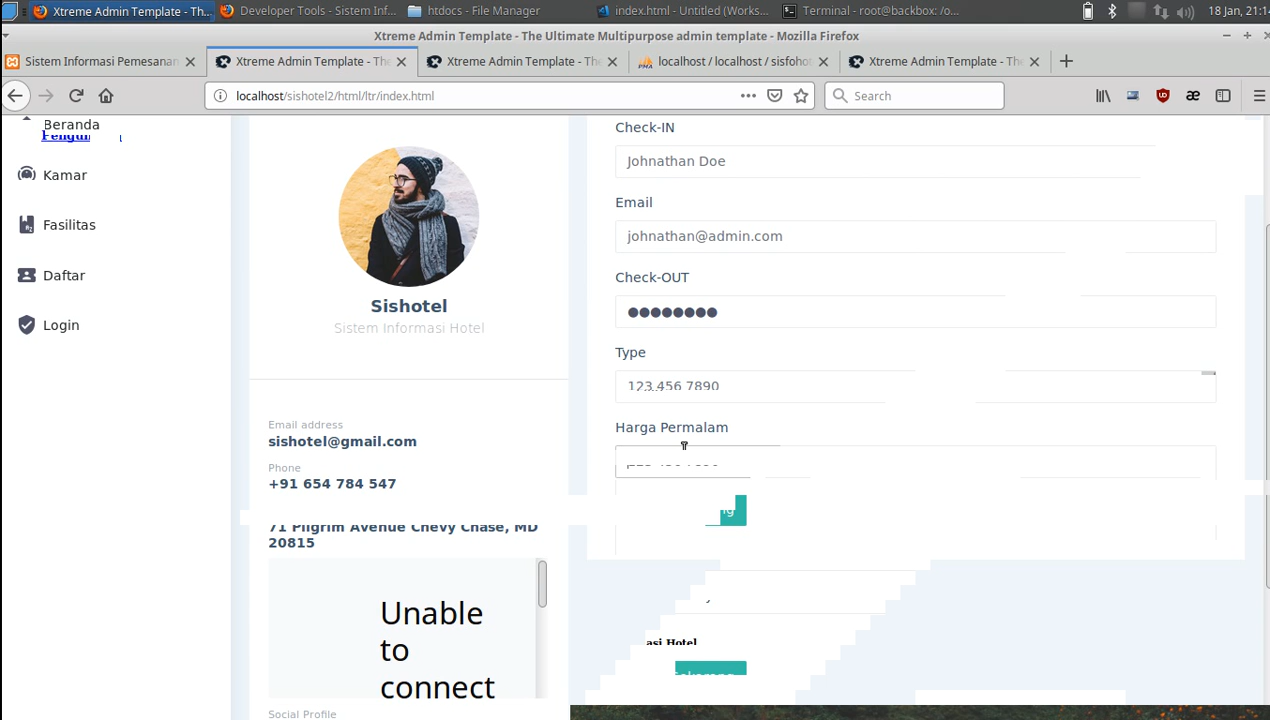 Xtreme Admin Template - Th...
Developer Tools - Sistem Inf...
htdocs - File Manager
index.html - Untitled (Works...
Terminal - root@backbox: /o...
18 Jan, 21:1
Xtreme Admin Template - The Ultimate Multipurpose admin template - Mozilla Firefox
Sistem Informasi Pemesanan
Xtreme Admin Template - The
Xtreme Admin Template - The
localhost / localhost / sisfohot
Xtreme Admin Template - The
localhost/sishotel2/html/ltr/index.html
Search
Beranda
Kamar
Fasilitas
Daftar
Login
Sishotel
Sistem Informasi Hotel
Email address
sishotel@gmail.com
Phone
+91 654 784 547
71 Pilgrim Avenue Chevy Chase, MD
20815
Unable
to
connect
Social Profile
Check-IN
Johnathan Doe
Email
johnathan@admin.com
Check-OUT
●●●●●●●●
Type
123 456 7890
Harga Permalam
asi Hotel